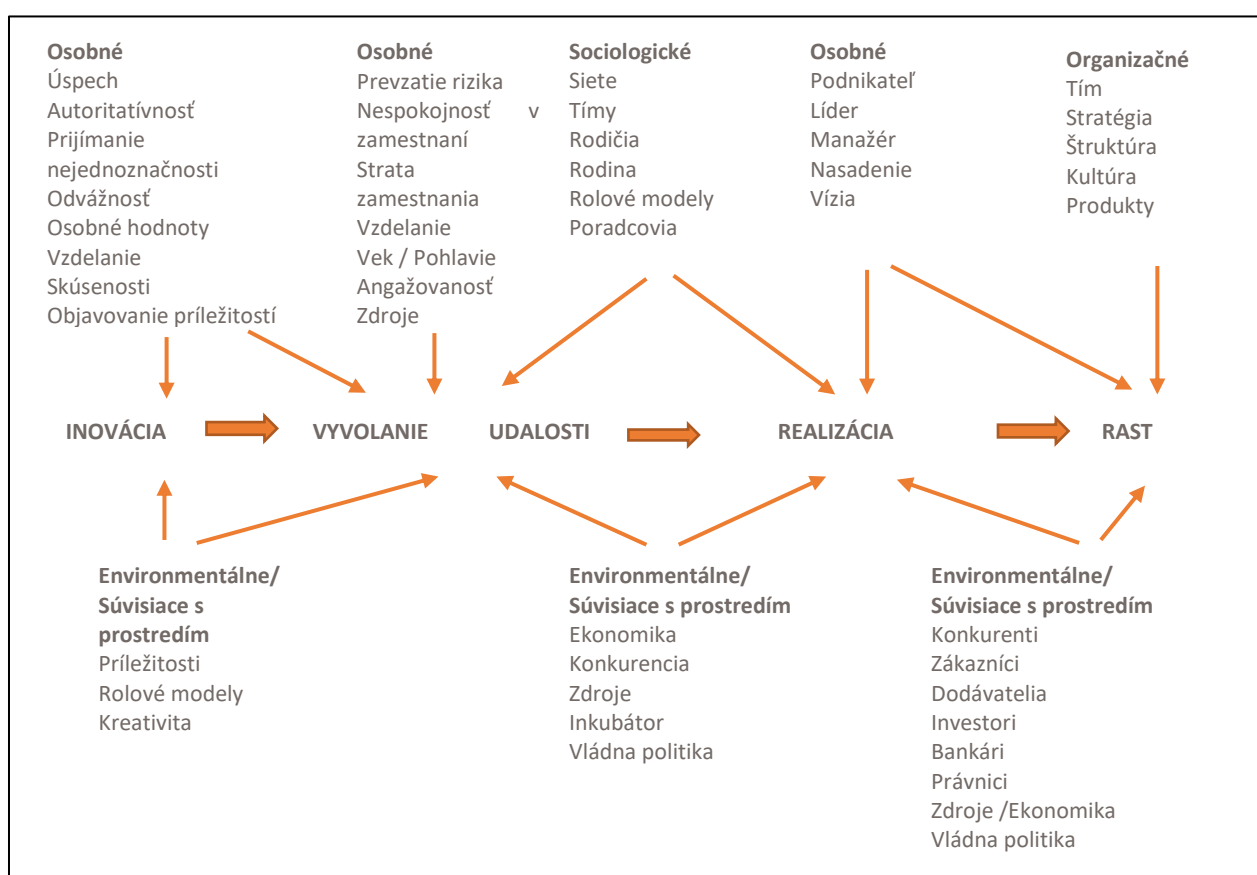 Osobné
Úspech
Autoritatívnosť
Prijímanie
nejednoznačnosti
Odvážnosť
Osobné hodnoty
Vzdelanie
Skúsenosti
Objavovanie príležitostí
Osobné
Prevzatie rizika
Nespokojnosť v
zamestnaní
Strata
zamestnania
Vzdelanie
Vek / Pohlavie
Angažovanosť
Zdroje
Sociologické
Siete
Tímy
Rodičia
Rodina
Rolové modely
Poradcovia
Osobné
Podnikateľ
Líder
Manažér
Nasadenie
Vízia
Organizačné
Tím
Stratégia
Štruktúra
Kultúra
Produkty
INOVÁCIA VYVOLANIE UDALOSTI REALIZÁCIA RAST
Environmentálne/
Súvisiace s
prostredím
Príležitosti
Rolové modely
Kreativita
Environmentálne/
Súvisiace s prostredím
Ekonomika
Konkurencia
Zdroje
Inkubátor
Vládna politika
Environmentálne/
Súvisiace s prostredím
Konkurenti
Zákazníci
Dodávatelia
Investori
Bankári
Právnici
Zdroje /Ekonomika
Vládna politika